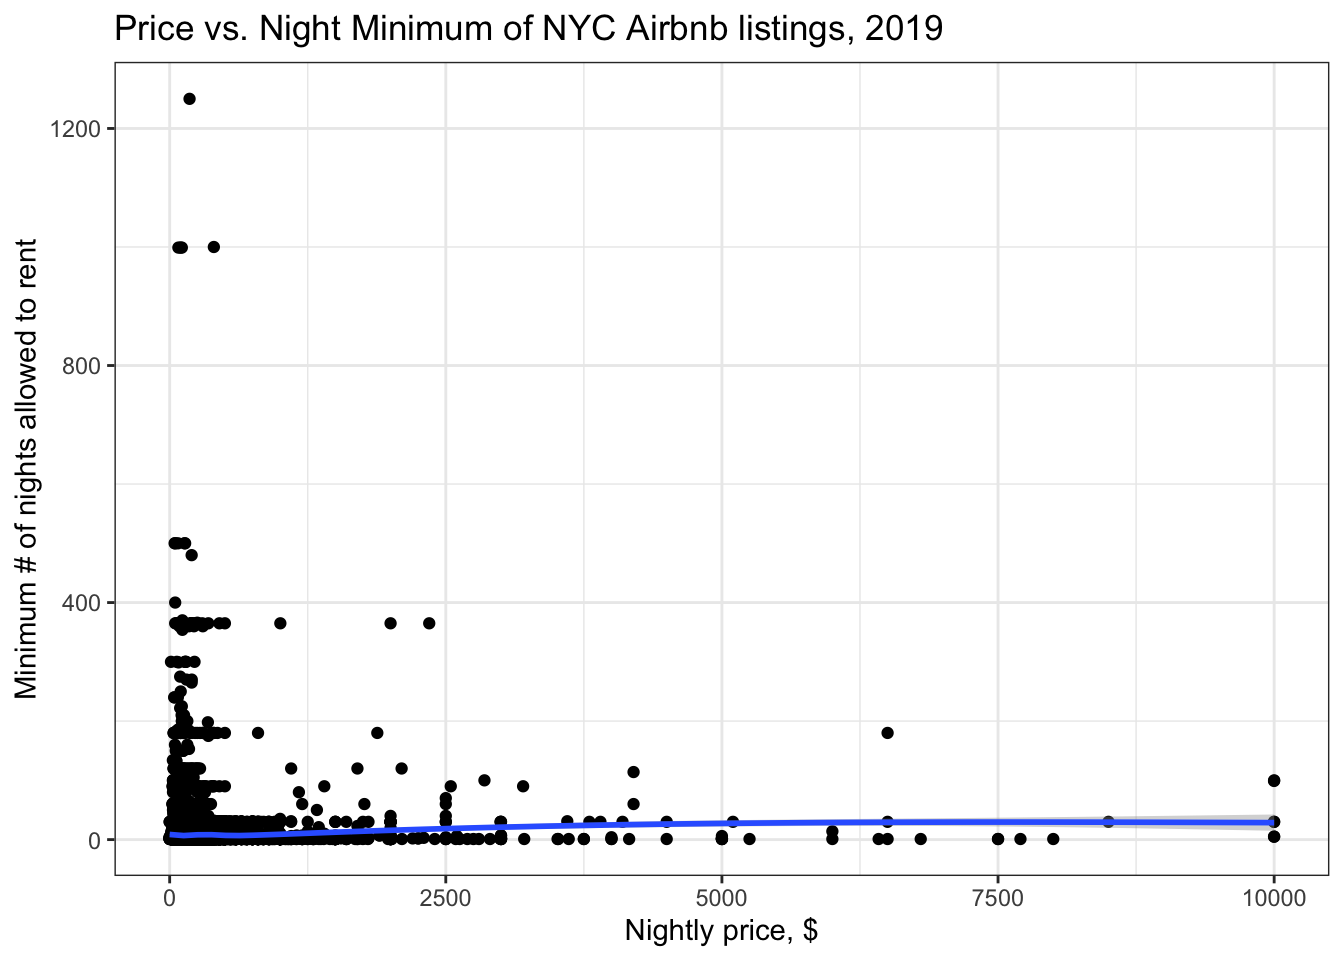 Price vs. Night Minimum of NYC Airbnb listings, 2019
Minimum # of nights allowed to rent
1200
800
400
0
0 2500 5000 7500 10000
Nightly price, $